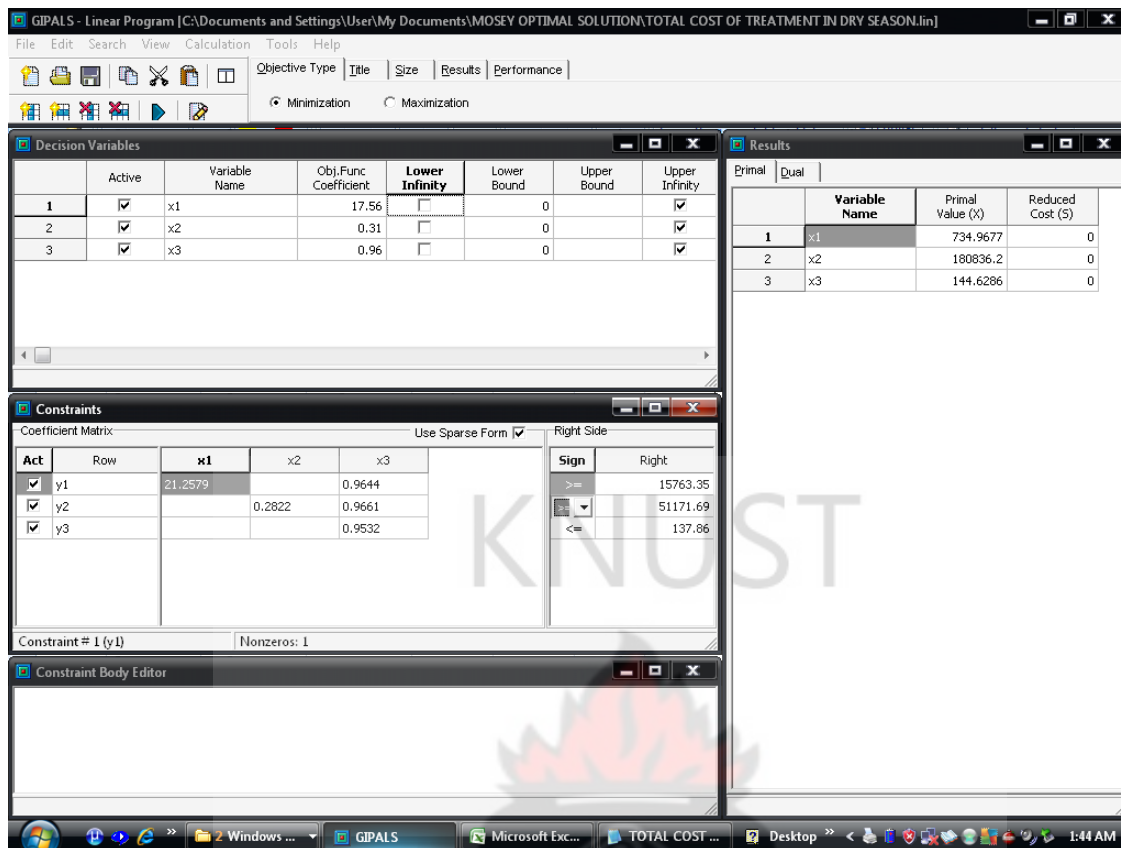 GIPALS - Linear Program [C:\Documents and Settings\User\My Documents\MOSEY OPTIMAL SOLUTION\TOTAL COST OF TREATMENT IN DRY SEASON.lin]
File Edit Search View Calculation Tools Help
Objective Type Title Size Results Performance
Minimization Maximization
Decision Variables
Active Variable Name Obj.Func Coefficient Lower Infinity Lower Bound Upper Bound Upper Infinity
1 x1 17.56 0
2 x2 0.31 0
3 x3 0.96 0
Results
Primal Dual
Variable Name Primal Value (X) Reduced Cost (S)
1 x1 734.9677 0
2 x2 180836.2 0
3 x3 144.6286 0
Constraints
Coefficient Matrix Use Sparse Form Right Side
Act Row x1 x2 x3 Sign Right
y1 21.2579 0.9644 >= 15763.35
y2 0.2822 0.9661 >= 51171.69
y3 0.9532 <= 137.86
Constraint # 1 (y1) Nonzeros: 1
KNUST
Constraint Body Editor
2 Windows ... GIPALS Microsoft Exc... TOTAL COST ... Desktop 1:44 AM